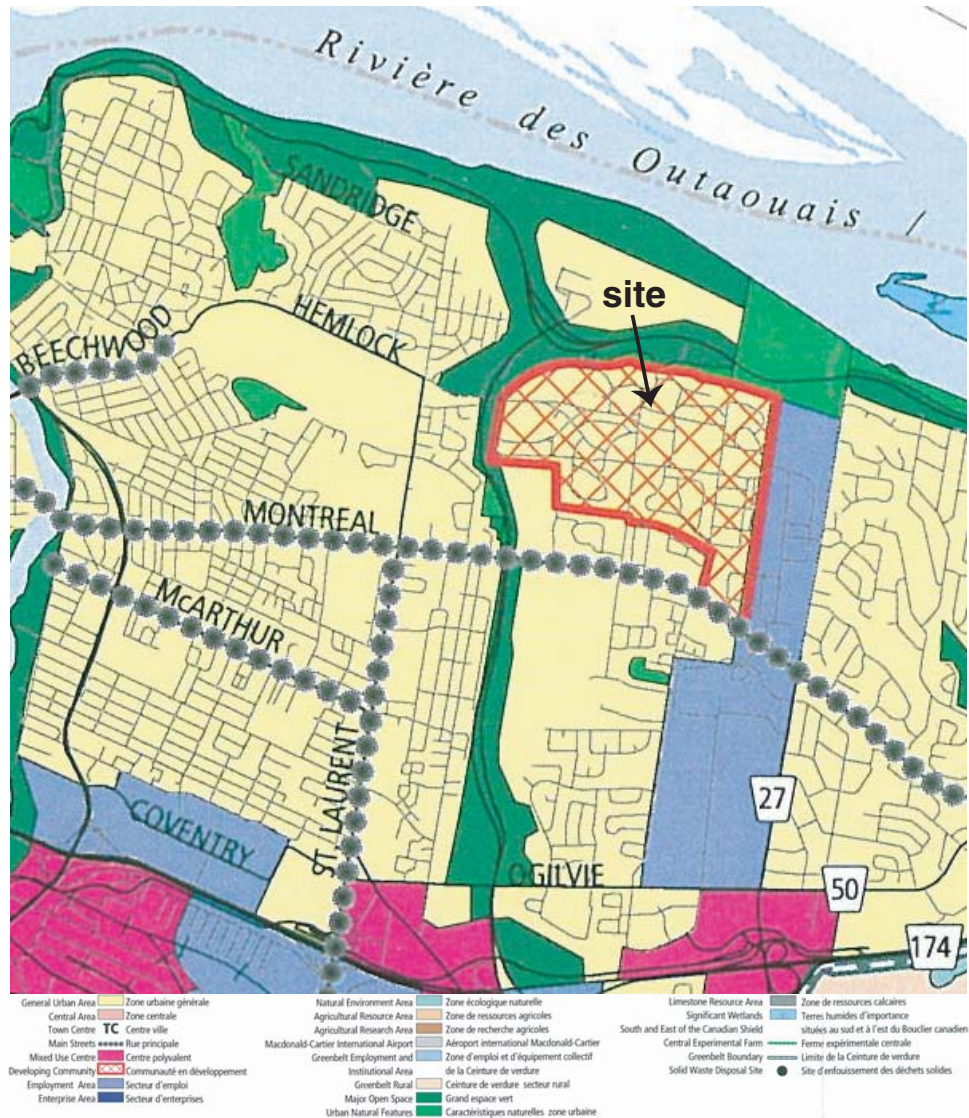 Rivière des Outaouais
SANDRIDGE
site
HEMLOCK
BEECHWOOD
MONTREAL
McARTHUR
ST. LAURENT
27
COVENTRY
OGILVIE
50
174
General Urban Area Zone urbaine générale
Central Area Zone centrale
Town Centre TC Centre ville
Main Streets Rue principale
Mixed Use Centre Centre polyvalent
Developing Community Communauté en développement
Employment Area Secteur d'emploi
Enterprise Area Secteur d'enterprises
Natural Environment Area Zone écologique naturelle
Agricultural Resource Area Zone de ressources agricoles
Agricultural Research Area Zone de recherche agricoles
Macdonald-Cartier International Airport Aéroport international Macdonald-Cartier
Greenbelt Employment and Zone d'emploi et d'équipement collectif
Institutional Area de la Ceinture de verdure
Greenbelt Rural Ceinture de verdure secteur rural
Major Open Space Grand espace vert
Urban Natural Features Caractéristiques naturelles zone urbaine
Limestone Resource Area Zone de ressources calcaires
Significant Wetlands Terres humides d'importance
South and East of the Canadian Shield situées au sud et à l'est du Bouclier canadien
Central Experimental Farm Ferme expérimentale centrale
Greenbelt Boundary Limite de la Ceinture de verdure
Solid Waste Disposal Site Site d'enfouissement des déchets solides